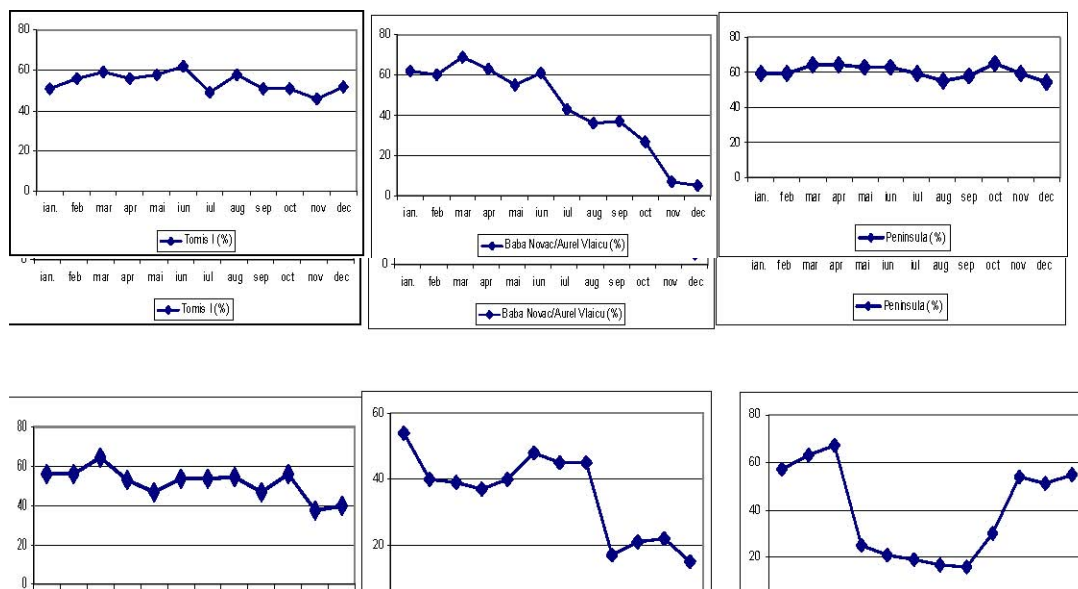 80
60
40
20
0
ian. feb mar apr mai iun iul aug sep oct nov dec
Tomis I (%)
80
60
40
20
0
ian. feb mar apr mai iun iul aug sep oct nov dec
Baba Novac/Aurel Vlaicu (%)
80
60
40
20
0
ian. feb mar apr mai iun iul aug sep oct nov dec
Peninsula (%)
0
ian. feb mar apr mai iun iul aug sep oct nov dec
Tomis I (%)
0
ian. feb mar apr mai iun iul aug sep oct nov dec
Baba Novac/Aurel Vlaicu (%)
ian. feb mar apr mai iun iul aug sep oct nov dec
Peninsula (%)
80
60
40
20
0
60
40
20
80
60
40
20